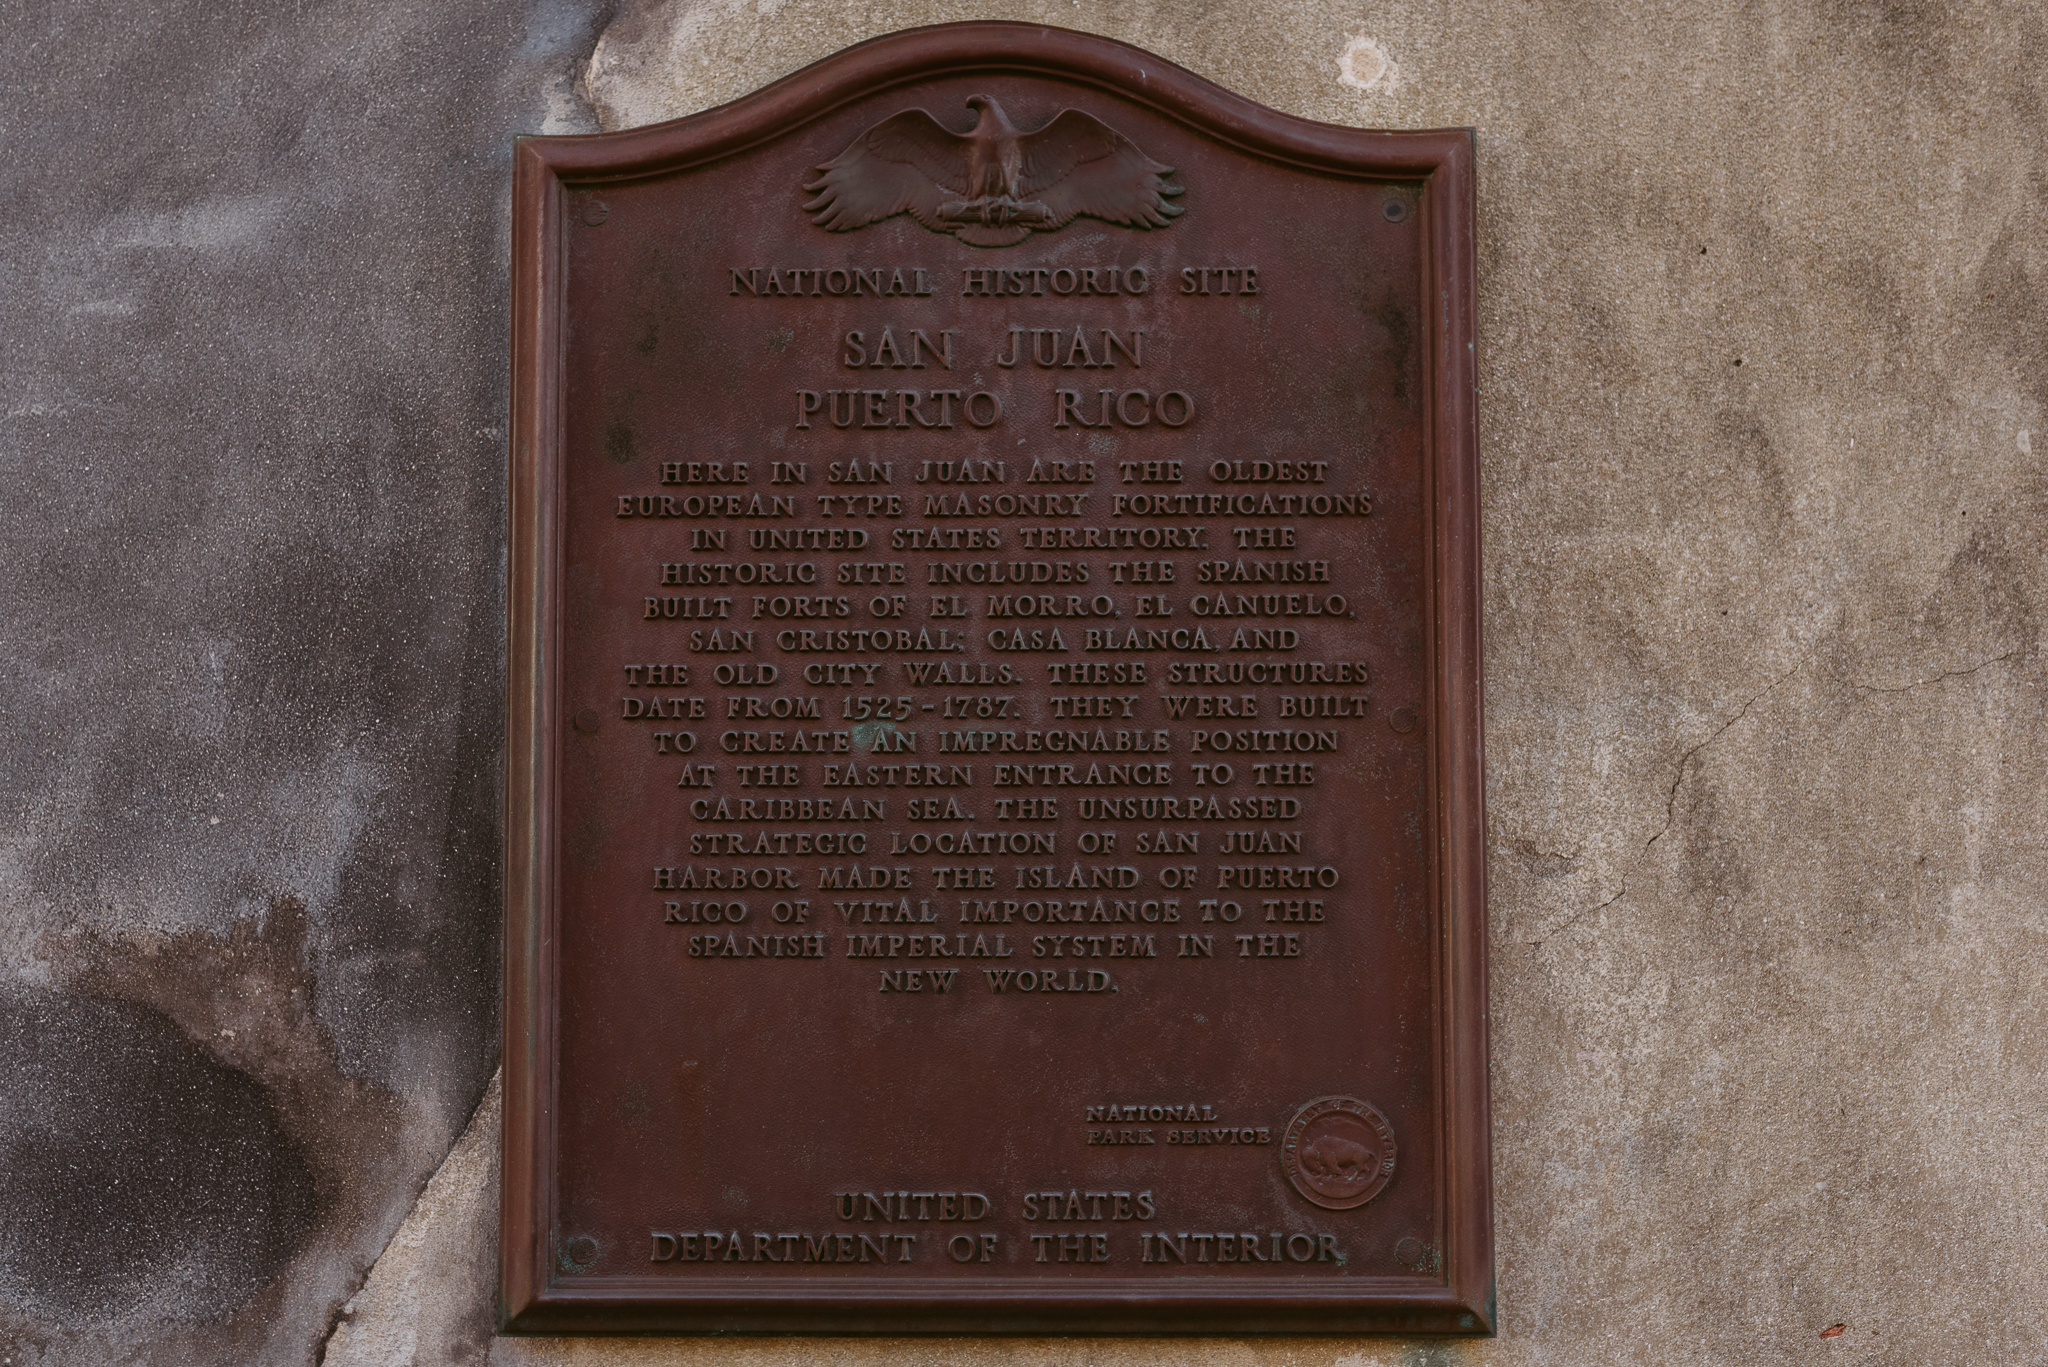 NATIONAL HISTORIC SITE
SAN JUAN
PUERTO RICO
HERE IN SAN JUAN ARE THE OLDEST
EUROPEAN TYPE MASONRY FORTIFICATIONS
IN UNITED STATES TERRITORY. THE
HISTORIC SITE INCLUDES THE SPANISH
BUILT FORTS OF EL MORRO, EL CANUELO,
SAN CRISTOBAL; CASA BLANCA, AND
THE OLD CITY WALLS. THESE STRUCTURES
DATE FROM 1525-1787. THEY WERE BUILT
TO CREATE AN IMPREGNABLE POSITION
AT THE EASTERN ENTRANCE TO THE
CARIBBEAN SEA. THE UNSURPASSED
STRATEGIC LOCATION OF SAN JUAN
HARBOR MADE THE ISLAND OF PUERTO
RICO OF VITAL IMPORTANCE TO THE
SPANISH IMPERIAL SYSTEM IN THE
NEW WORLD.
NATIONAL
PARK SERVICE
DEPARTMENT OF THE INTERIOR
UNITED STATES
DEPARTMENT OF THE INTERIOR